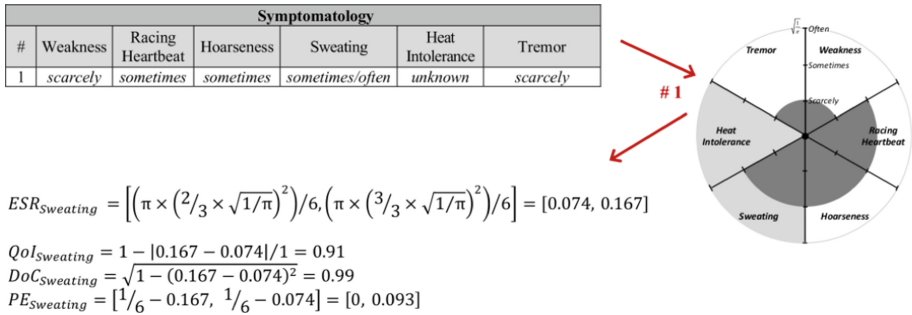 Symptomatology
# Weakness Racing Heartbeat Hoarseness Sweating Heat Intolerance Tremor
1 scarcely sometimes sometimes sometimes/often unknown scarcely
# 1
√1/π Often
Tremor Weakness
Sometimes
Scarcely
Heat Intolerance
Racing Heartbeat
Sweating Hoarseness
ESR_Sweating = [(π × (2/3 × √1/π)²)/6, (π × (3/3 × √1/π)²)/6] = [0.074, 0.167]
QoI_Sweating = 1 − |0.167 − 0.074|/1 = 0.91
DoC_Sweating = √1 − (0.167 − 0.074)² = 0.99
PE_Sweating = [1/6 − 0.167, 1/6 − 0.074] = [0, 0.093]